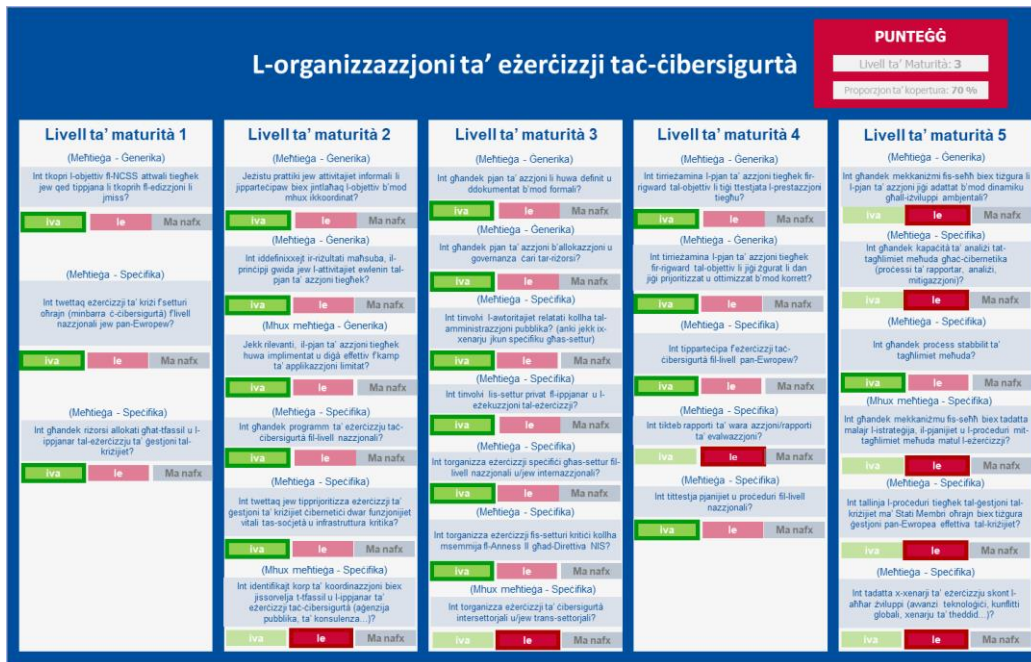 L-organizzazzjoni ta' eżerċizzji taċ-ċibersigurtà
PUNTEĠĠ
Livell ta' Maturità: 3
Proporzjon ta' kopertura: 70 %
Livell ta' maturità 1
(Meħtieġa - Ġenerika)
Int tkopri l-objettiv fl-NCSS attwali tiegħek
jew qed tippjana li tkoprih fl-edizzjoni li
jmiss?
iva le Ma nafx
(Meħtieġa - Speċifika)
Int twettaq eżerċizzji ta' kriżi f'setturi
oħrajn (minbarra ċ-ċibersigurtà) f'livell
nazzjonali jew pan-Ewropew?
iva le Ma nafx
(Meħtieġa - Speċifika)
Int għandek riżorsi allokati għat-tfassil u l-
ippjanar tal-eżerċizzju ta' ġestjoni tal-
kriżijiet?
iva le Ma nafx
Livell ta' maturità 2
(Meħtieġa - Ġenerika)
Jeżistu prattiki jew attivitajiet informali li
jipparteċipaw biex jintlaħaq l-objettiv b'mod
mhux ikkoordinat?
iva le Ma nafx
(Meħtieġa - Ġenerika)
Int iddefinixxejt ir-riżultati maħsuba, il-
prinċipji gwida jew l-attivitajiet ewlenin tal-
pjan ta' azzjoni tiegħek?
iva le Ma nafx
(Mhux meħtieġa - Ġenerika)
Jekk rilevanti, il-pjan ta' azzjoni tiegħek
huwa implimentat u diġà effettiv f'kamp
ta' applikazzjoni limitat?
iva le Ma nafx
(Meħtieġa - Speċifika)
Int għandek programm ta' eżerċizzju taċ-
ċibersigurtà fil-livell nazzjonali?
iva le Ma nafx
(Meħtieġa - Speċifika)
Int twettaq jew tipprijoritizza eżerċizzji ta'
ġestjoni ta' kriżijiet ċibernetiċi dwar funzjonijiet
vitali tas-soċjetà u infrastruttura kritika?
iva le Ma nafx
(Mhux meħtieġa - Speċifika)
Int identifikajt korp ta' koordinazzjoni biex
jissorvelja t-tfassil u l-ippjanar ta'
eżerċizzji taċ-ċibersigurtà (aġenzija
pubblika, ta' konsulenza...)?
iva le Ma nafx
Livell ta' maturità 3
(Meħtieġa - Ġenerika)
Int għandek pjan ta' azzjoni li huwa definit u
ddokumentat b'mod formali?
iva le Ma nafx
(Meħtieġa - Ġenerika)
Int għandek pjan ta' azzjoni b'allokazzjoni u
governanza ċari tar-riżorsi?
iva le Ma nafx
(Meħtieġa - Speċifika)
Int tinvolvi l-awtoritajiet relatati kollha tal-
amministrazzjoni pubblika? (anki jekk ix-
xenarju jkun speċifiku għas-settur)
iva le Ma nafx
(Meħtieġa - Speċifika)
Int tinvolvi lis-settur privat fl-ippjanar u l-
eżekuzzjoni tal-eżerċizzji?
iva le Ma nafx
(Meħtieġa - Speċifika)
Int torganizza eżerċizzji speċifiċi għas-settur fil-
livell nazzjonali u/jew internazzjonali?
iva le Ma nafx
(Mhux meħtieġa - Speċifika)
Int torganizza eżerċizzji fis-setturi kritiċi kollha
msemmija fl-Anness II għad-Direttiva NIS?
iva le Ma nafx
(Mhux meħtieġa - Speċifika)
Int torganizza eżerċizzji ta' ċibersigurtà
intersettorjali u/jew trans-settorjali?
iva le Ma nafx
Livell ta' maturità 4
(Meħtieġa - Ġenerika)
Int tirrieżamina l-pjan ta' azzjoni tiegħek fir-
rigward tal-objettiv li tiġi ttestjata l-prestazzjoni
tiegħu?
iva le Ma nafx
(Meħtieġa - Ġenerika)
Int tirrieżamina l-pjan ta' azzjoni tiegħek
fir-rigward tal-objettiv li jiġi żgurat li dan
jiġi prijoritizzat u ottimizzat b'mod korrett?
iva le Ma nafx
(Meħtieġa - Speċifika)
Int tipparteċipa f'eżerċizzji taċ-
ċibersigurtà fil-livell pan-Ewropew?
iva le Ma nafx
(Meħtieġa - Speċifika)
Int tikteb rapporti ta' wara azzjoni/rapporti
ta' evalwazzjoni?
iva le Ma nafx
(Meħtieġa - Speċifika)
Int tittestja pjanijiet u proċeduri fil-livell
nazzjonali?
iva le Ma nafx
Livell ta' maturità 5
(Meħtieġa - Ġenerika)
Int għandek mekkaniżmi fis-seħħ biex tiżgura li
l-pjan ta' azzjoni jiġi adattat b'mod dinamiku
għall-iżviluppi ambjentali?
iva le Ma nafx
(Meħtieġa - Speċifika)
Int għandek kapaċità ta' analiżi tat-
tagħlimiet meħuda għaċ-ċibernetika
(proċessi ta' rapportar, analiżi,
mitigazzjoni)?
iva le Ma nafx
(Meħtieġa - Speċifika)
Int għandek proċess stabbilit ta'
tagħlimiet meħuda?
iva le Ma nafx
(Mhux meħtieġa - Speċifika)
Int għandek mekkaniżmu fis-seħħ biex tadatta
malajr l-istrateġija, il-pjanijiet u l-proċeduri mit-
tagħlimiet meħuda matul l-eżerċizzji?
iva le Ma nafx
(Meħtieġa - Speċifika)
Int tallinja l-proċeduri tiegħek tal-ġestjoni tal-
kriżijiet ma' Stati Membri oħrajn biex tiżgura
ġestjoni pan-Ewropea effettiva tal-kriżijiet?
iva le Ma nafx
(Meħtieġa - Speċifika)
Int tadatta x-xenarji ta' eżerċizzju skont l-
aħħar żviluppi (avvanzi teknoloġiċi, kunflitti
globali, xenarju ta' theddid...)?
iva le Ma nafx